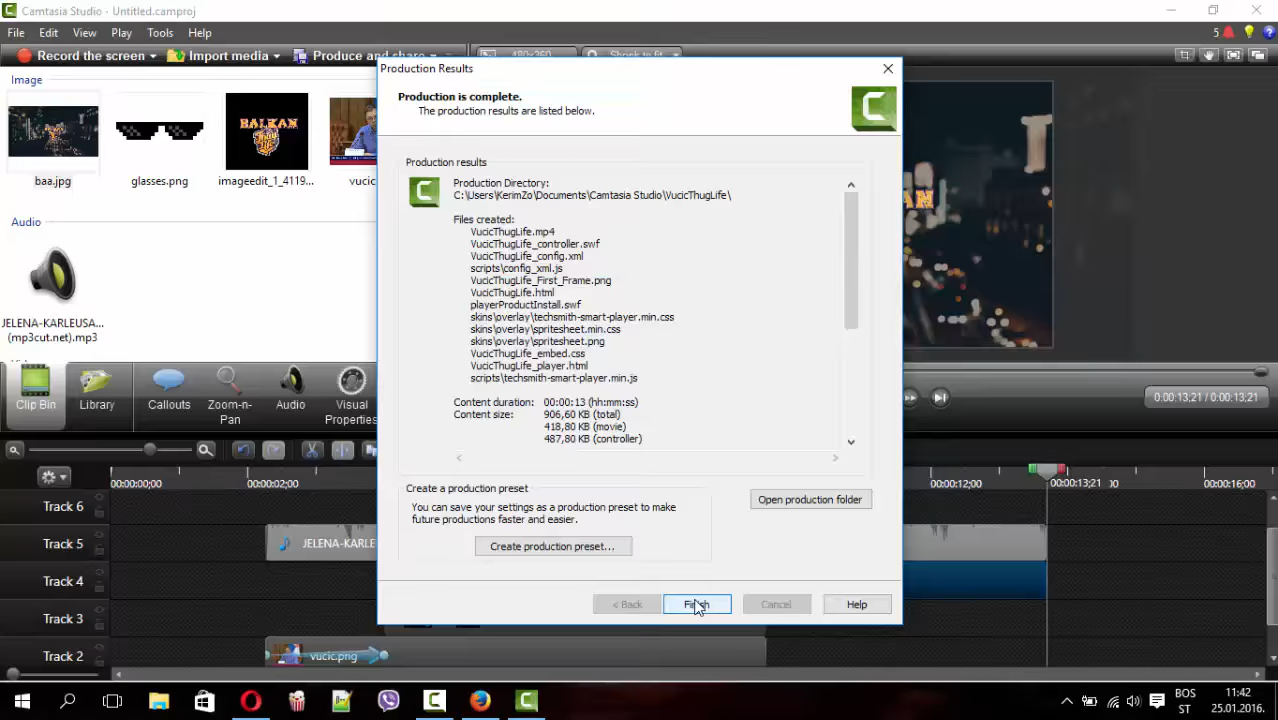 Camtasia Studio - Untitled.camproj
File Edit View Play Tools Help
5
Record the screen Import media Produce and share
480x360 Shrink to fit
Image
baa.jpg glasses.png imageedit_1_4119... vucic
BALKAN
Audio
JELENA-KARLEUSA...
(mp3cut.net).mp3
Clip Bin Library Callouts Zoom-n-Pan Audio Visual Properties
0:00:13;21 / 0:00:13;21
Production Results
Production is complete.
The production results are listed below.
Production results
Production Directory:
C:\Users\KerimZo\Documents\Camtasia Studio\VucicThugLife\
Files created:
VucicThugLife.mp4
VucicThugLife_controller.swf
VucicThugLife_config.xml
scripts\config_xml.js
VucicThugLife_First_Frame.png
VucicThugLife.html
playerProductInstall.swf
skins\overlay\techsmith-smart-player.min.css
skins\overlay\spritesheet.min.css
skins\overlay\spritesheet.png
VucicThugLife_embed.css
VucicThugLife_player.html
scripts\techsmith-smart-player.min.js
Content duration: 00:00:13 (hh:mm:ss)
Content size: 906,60 KB (total)
418,80 KB (movie)
487,80 KB (controller)
Create a production preset
You can save your settings as a production preset to make
future productions faster and easier.
Create production preset...
Open production folder
< Back Finish Cancel Help
00:00:00;00 00:00:02;00 00:00:12;00 00:00:13;21 00:00:16;00
Track 6
Track 5 JELENA-KARLE
Track 4
Track 3
Track 2 vucic.png
BOS
ST
11:42
25.01.2016.